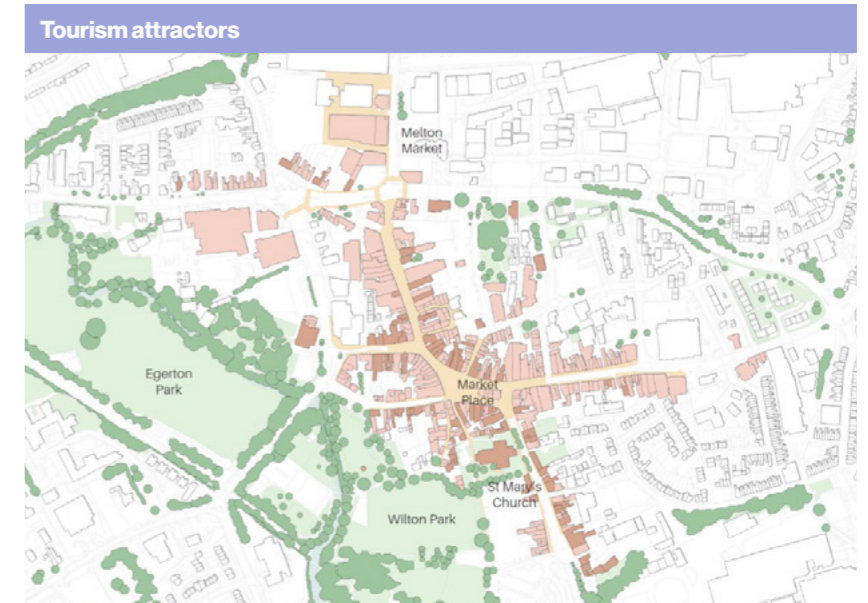 Tourism attractors
Melton
Market
Egerton
Park
Market
Place
St Mary's
Church
Wilton Park